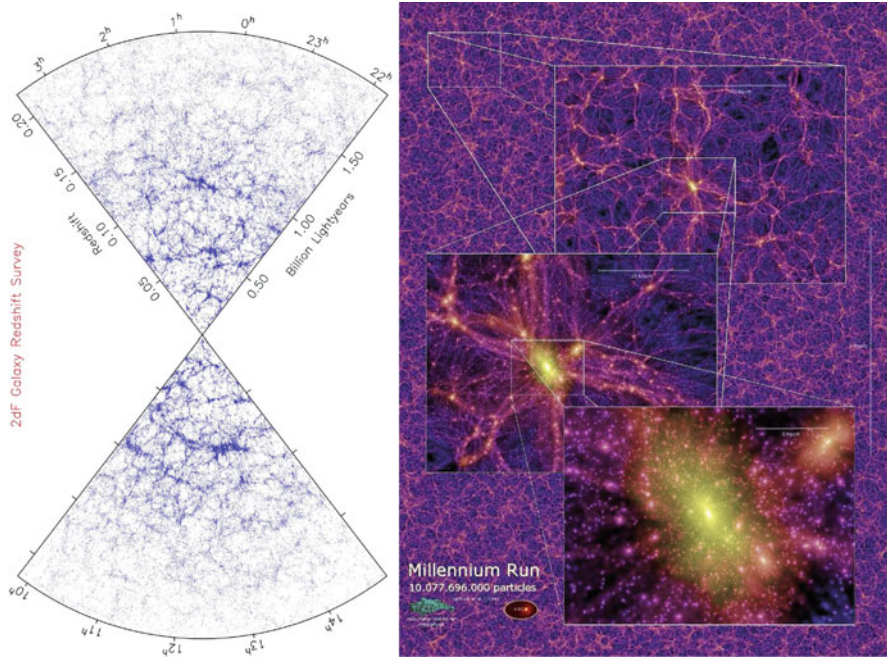 2dF Galaxy Redshift Survey
3h
2h
1h
0h
23h
22h
0.20
0.15
0.10
0.05
Redshift
1.50
1.00
0.50
Billion Lightyears
10h
11h
12h
13h
14h
Millennium Run
10.077.696.000 particles